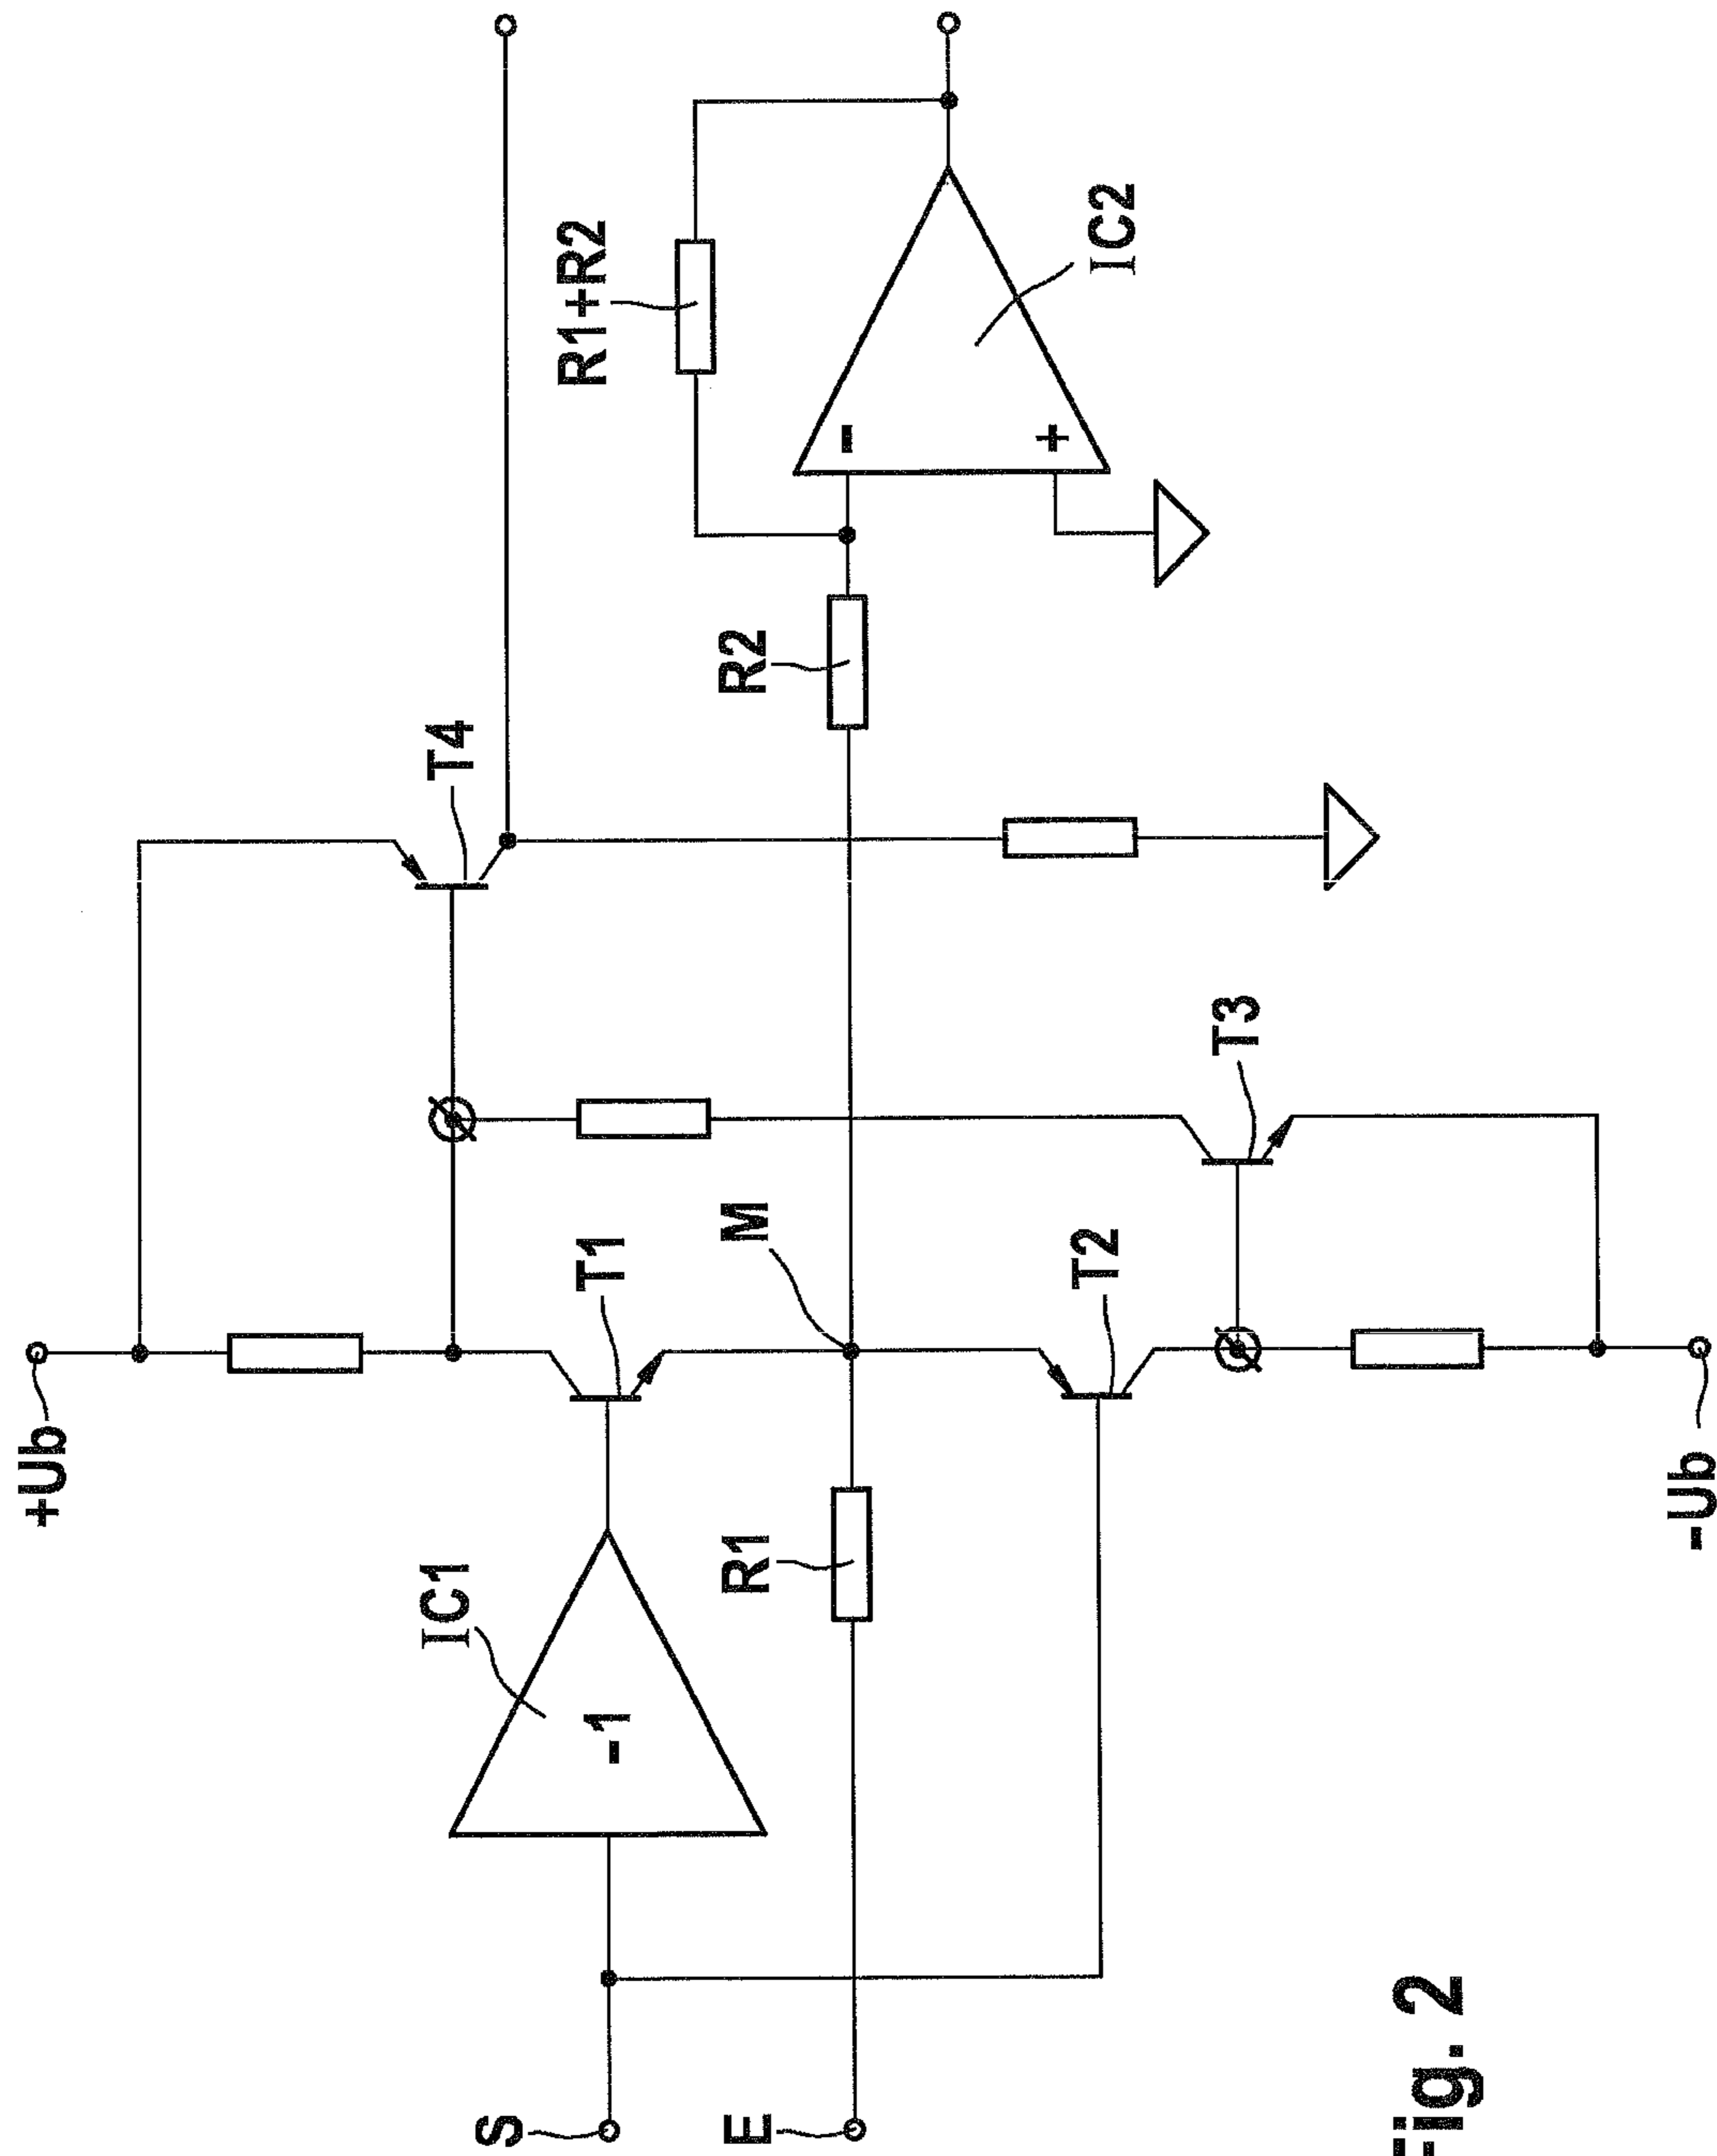 +Ub
T4
R1+R2
IC1
-1
T1
S
M
R2
-
+
IC2
R1
E
T2
T3
-Ub
Fig. 2